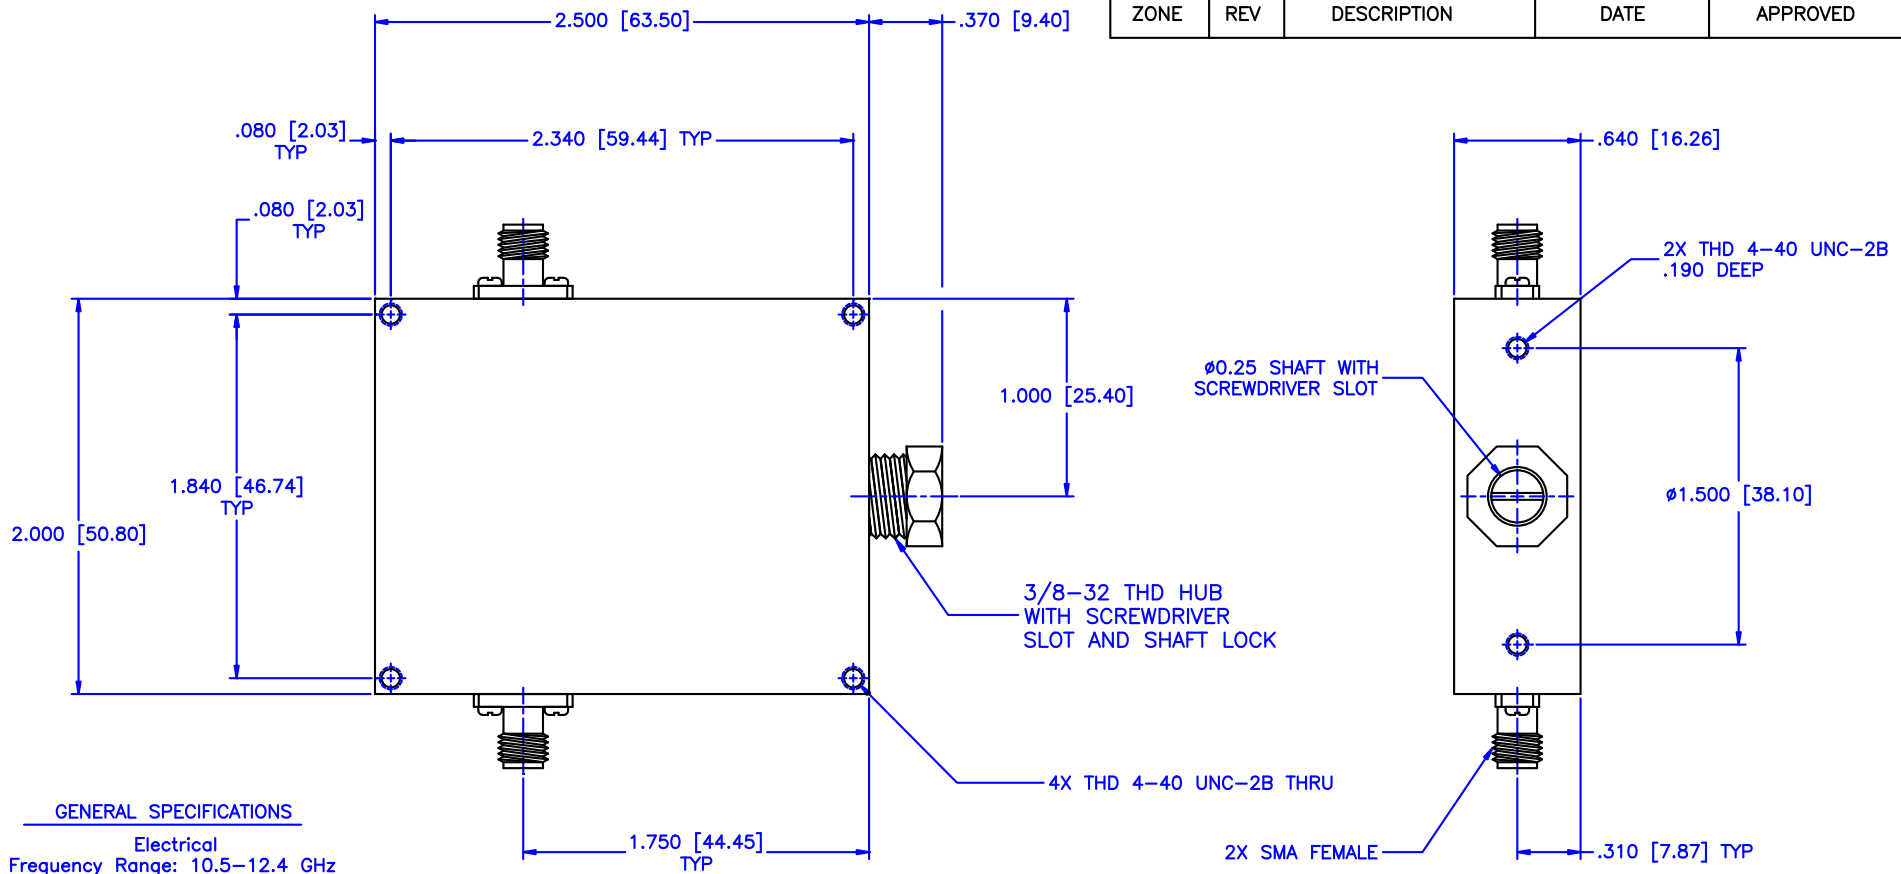 2.500 [63.50]
.370 [9.40]
ZONE REV DESCRIPTION DATE APPROVED
.080 [2.03]
TYP
2.340 [59.44] TYP
.640 [16.26]
.080 [2.03]
TYP
2X THD 4-40 UNC-2B
.190 DEEP
ø0.25 SHAFT WITH
SCREWDRIVER SLOT
1.000 [25.40]
1.840 [46.74]
TYP
ø1.500 [38.10]
2.000 [50.80]
3/8-32 THD HUB
WITH SCREWDRIVER
SLOT AND SHAFT LOCK
4X THD 4-40 UNC-2B THRU
GENERAL SPECIFICATIONS
Electrical
Frequency Range: 10.5-12.4 GHz
1.750 [44.45]
TYP
2X SMA FEMALE
.310 [7.87] TYP